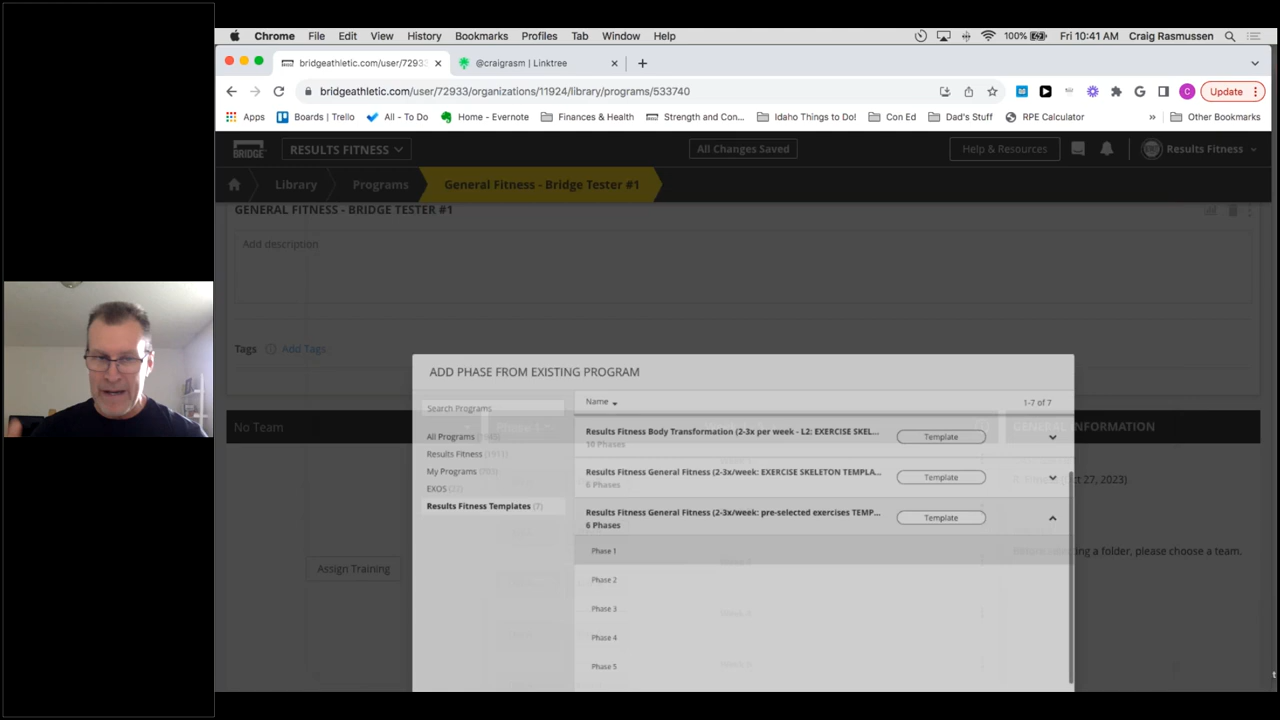 Chrome File Edit View History Bookmarks Profiles Tab Window Help 100% Fri 10:41 AM Craig Rasmussen
bridgeathletic.com/user/72933 @craigrasm | Linktree
bridgeathletic.com/user/72933/organizations/11924/library/programs/533740 Update
Apps Boards | Trello All - To Do Home - Evernote Finances & Health Strength and Con... Idaho Things to Do! Con Ed Dad's Stuff RPE Calculator » Other Bookmarks
BRIDGE RESULTS FITNESS All Changes Saved Help & Resources Results Fitness
Library Programs General Fitness - Bridge Tester #1
GENERAL FITNESS - BRIDGE TESTER #1
Add description
Tags Add Tags
ADD PHASE FROM EXISTING PROGRAM
Search Programs Name 1-7 of 7
No Team GENERAL INFORMATION
All Programs
Results Fitness Body Transformation (2-3x per week - L2: EXERCISE SKEL... Template
10 Phases
Results Fitness
My Programs
Results Fitness General Fitness (2-3x/week: EXERCISE SKELETON TEMPLA... Template
6 Phases
Oct 27, 2023).
EXOS
Results Fitness Templates (7)
Results Fitness General Fitness (2-3x/week: pre-selected exercises TEMP... Template
6 Phases
Phase 1
a folder, please choose a team.
Assign Training
Phase 2
Phase 3
Phase 4
Phase 5